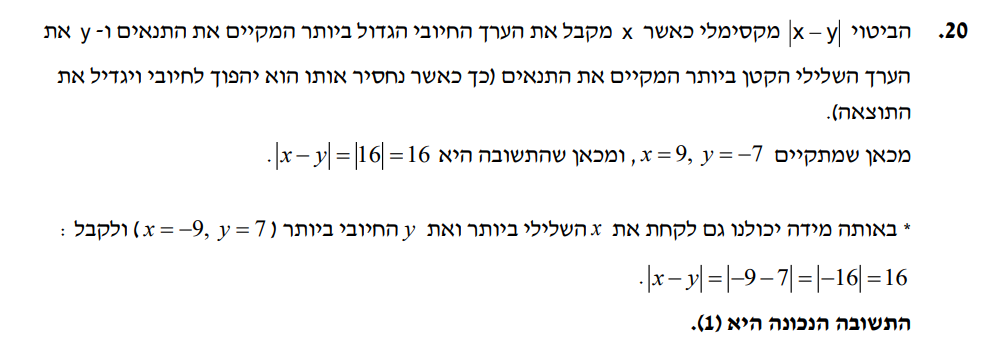 20. הביטוי |x – y| מקסימלי כאשר x מקבל את הערך החיובי הגדול ביותר המקיים את התנאים ו- y את
הערך השלילי הקטן ביותר המקיים את התנאים (כך כאשר נחסיר אותו הוא יהפוך לחיובי ויגדיל את
התוצאה).
מכאן שמתקיים x = 9, y = −7, ומכאן שהתשובה היא |x − y| = |16| = 16.
* באותה מידה יכולנו גם לקחת את x השלילי ביותר ואת y החיובי ביותר (x = −9, y = 7) ולקבל :
|x − y| = |−9 − 7| = |−16| = 16.
התשובה הנכונה היא (1).